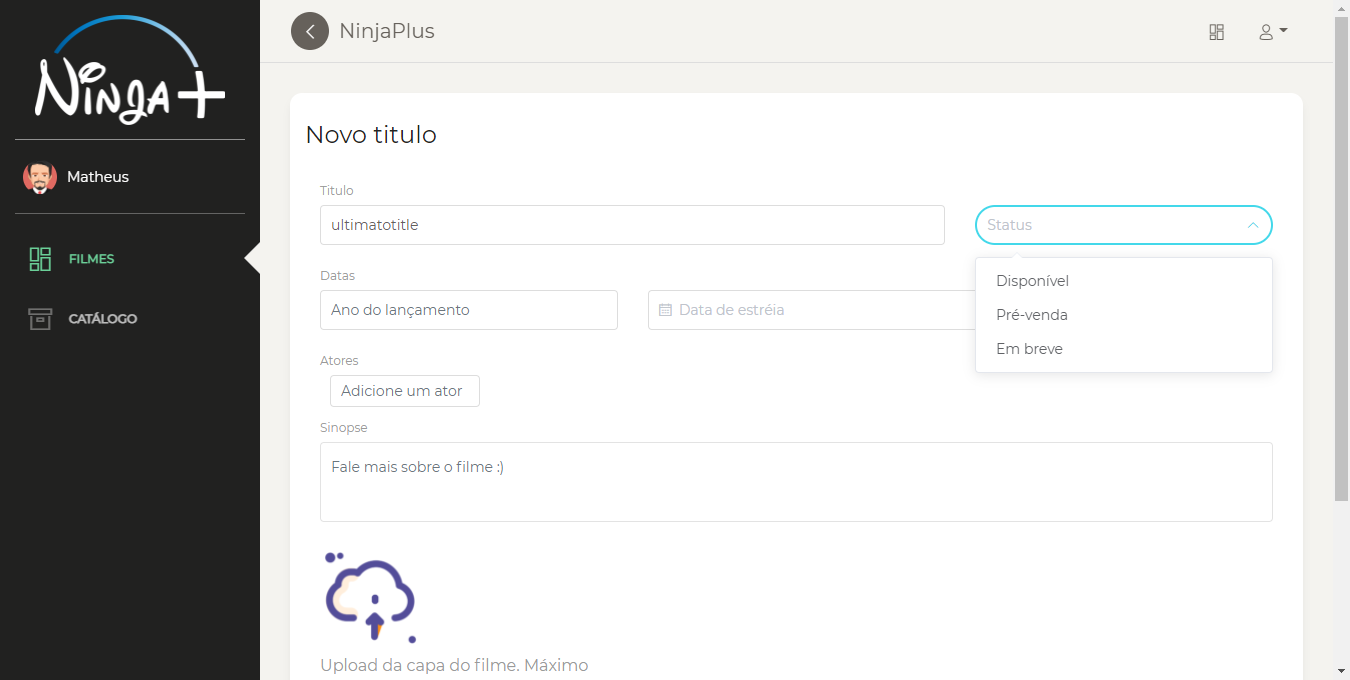 Ninja+
NinjaPlus
Matheus
FILMES
CATÁLOGO
Novo titulo
Titulo
ultimatotitle
Status
Disponível
Pré-venda
Em breve
Datas
Ano do lançamento
Data de estréia
Atores
Adicione um ator
Sinopse
Fale mais sobre o filme :)
Upload da capa do filme. Máximo